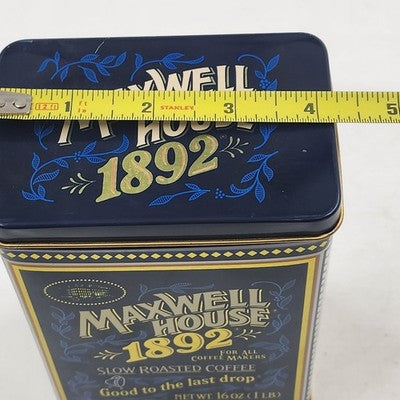 MAXWELL
1 2 STANLEY 3 4 5
HOUSE
1892
MAXWELL
HOUSE
1892
FOR ALL
COFFEE MAKERS
SLOW ROASTED COFFEE
Good to the last drop
NET WT 16 OZ (1 LB)